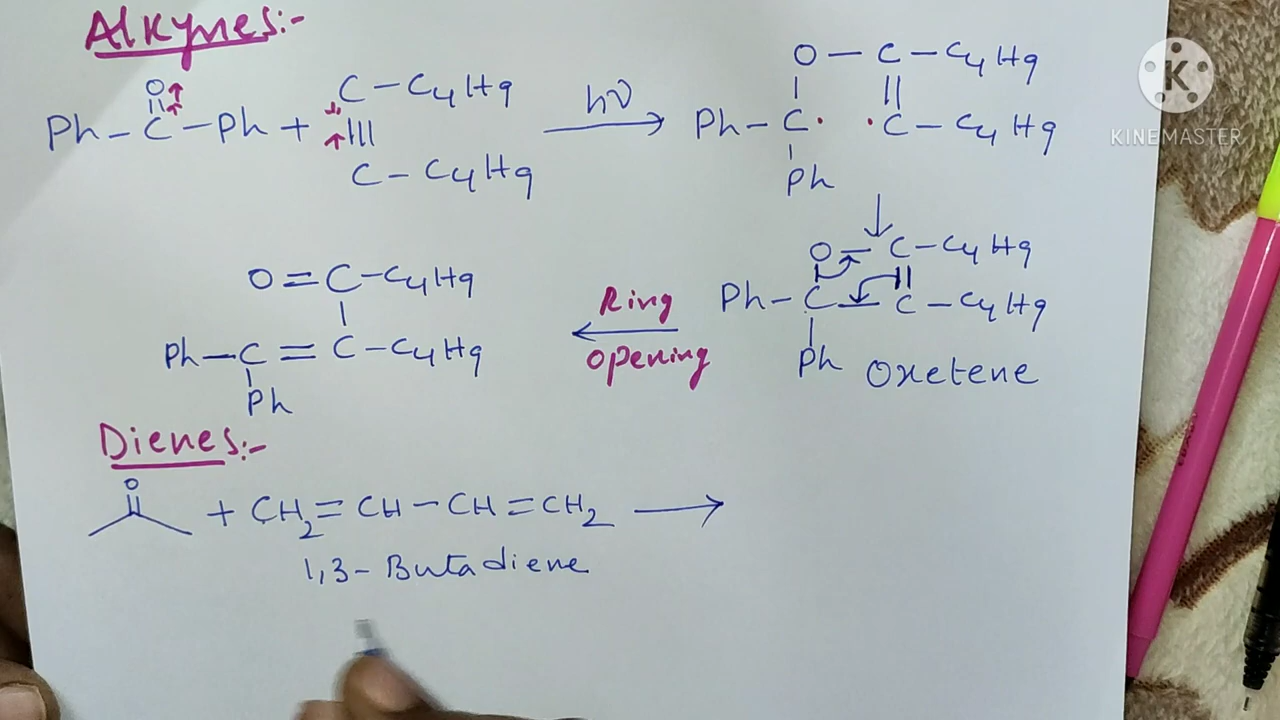 Alkynes:-
O O — C — C4H9
Ph — C — Ph + C — C4H9 hν Ph — C· ·C — C4H9
C — C4H9 Ph
KINEMASTER
O = C — C4H9 O — C — C4H9
Ph — C = C — C4H9 Ring opening Ph — C — C — C4H9
Ph Ph Oxetene
Dienes:-
O
+ CH2 = CH — CH = CH2
1,3- Butadiene